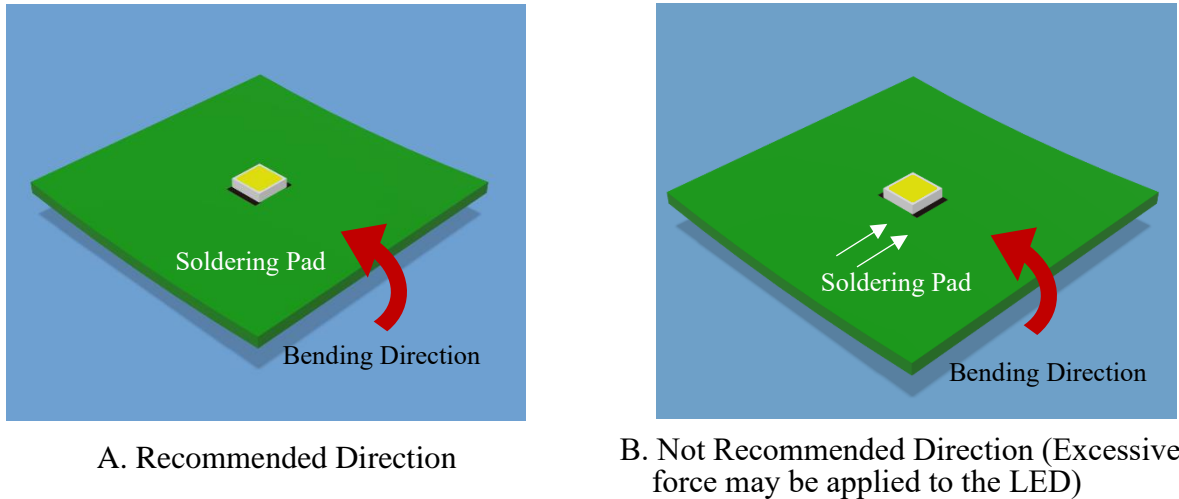 Soldering Pad
Bending Direction
A. Recommended Direction
Soldering Pad
Bending Direction
B. Not Recommended Direction (Excessive
force may be applied to the LED)